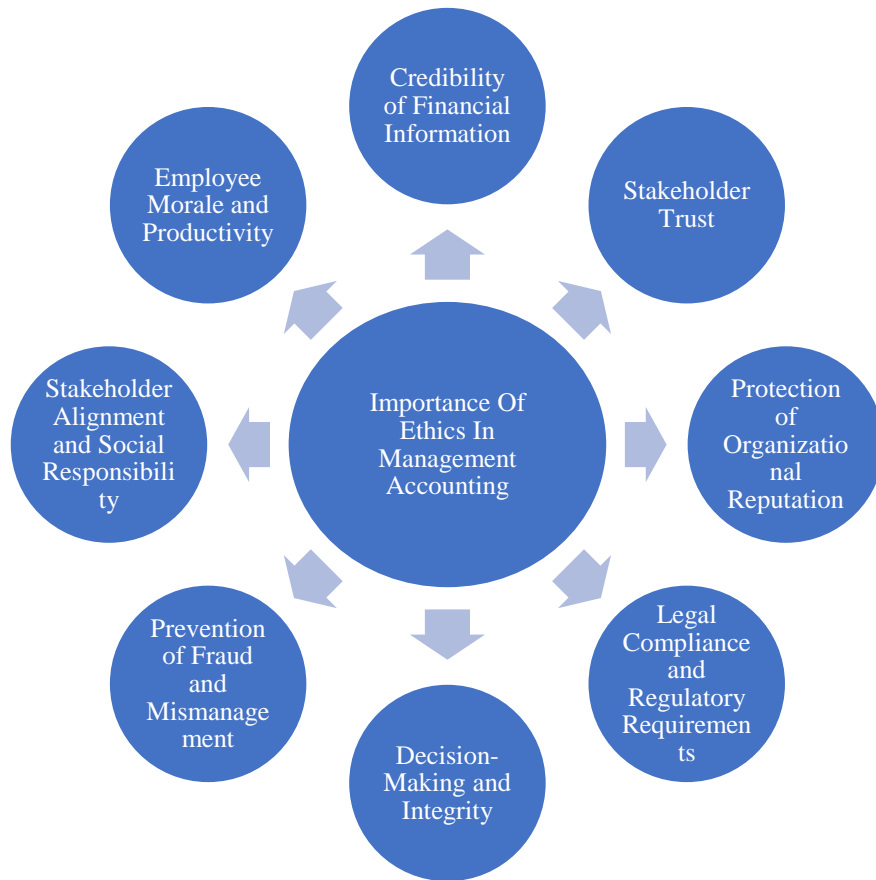 Credibility
of Financial
Information
Stakeholder
Trust
Protection
of
Organizatio
nal
Reputation
Legal
Compliance
and
Regulatory
Requiremen
ts
Decision-
Making and
Integrity
Prevention
of Fraud
and
Mismanage
ment
Stakeholder
Alignment
and Social
Responsibili
ty
Employee
Morale and
Productivity
Importance Of
Ethics In
Management
Accounting